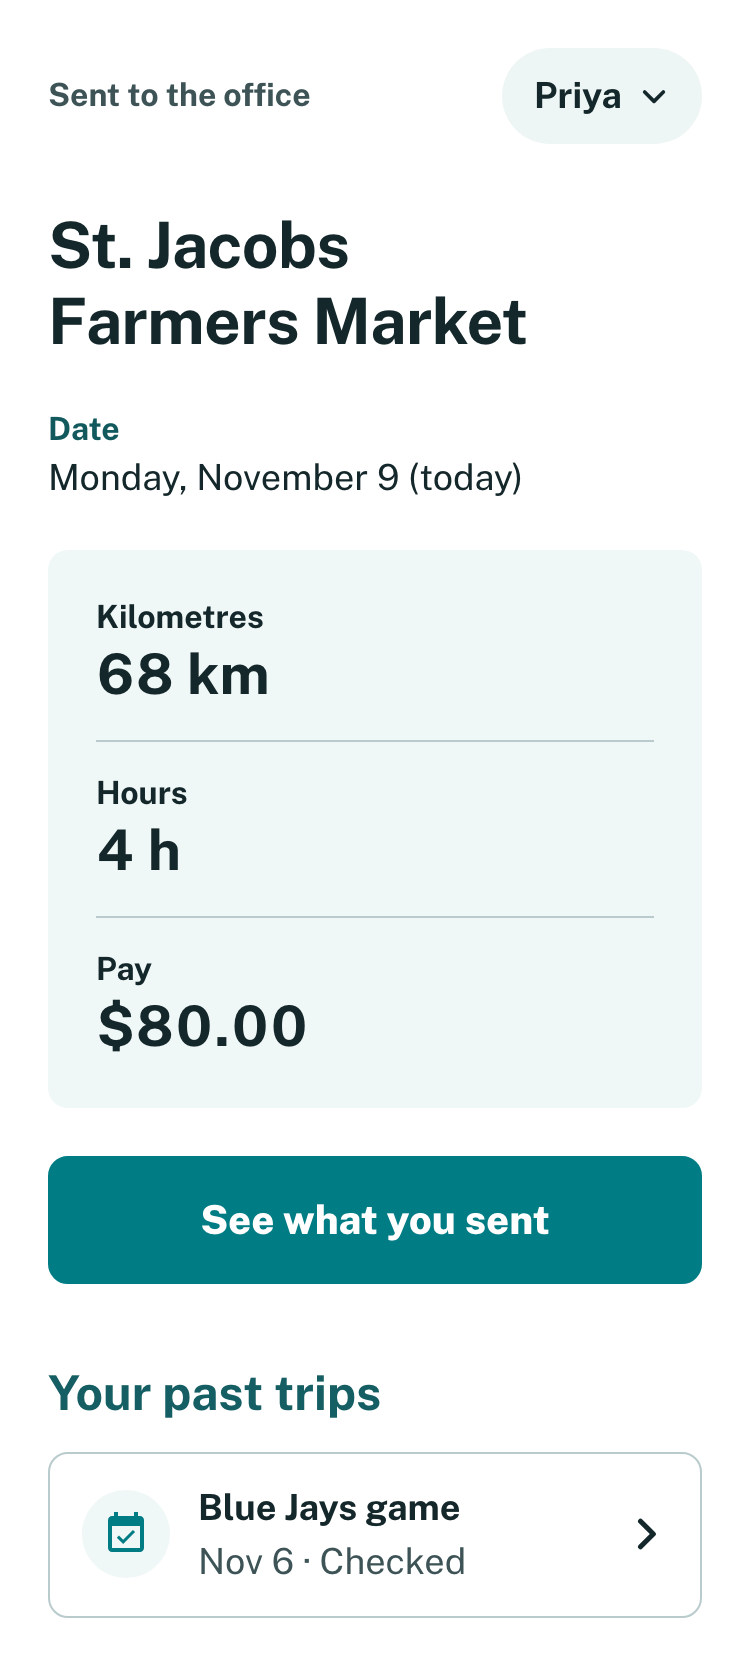 Sent to the office
Priya
St. Jacobs
Farmers Market
Date
Monday, November 9 (today)
Kilometres
68 km
Hours
4 h
Pay
$80.00
See what you sent
Your past trips
Blue Jays game
Nov 6 · Checked